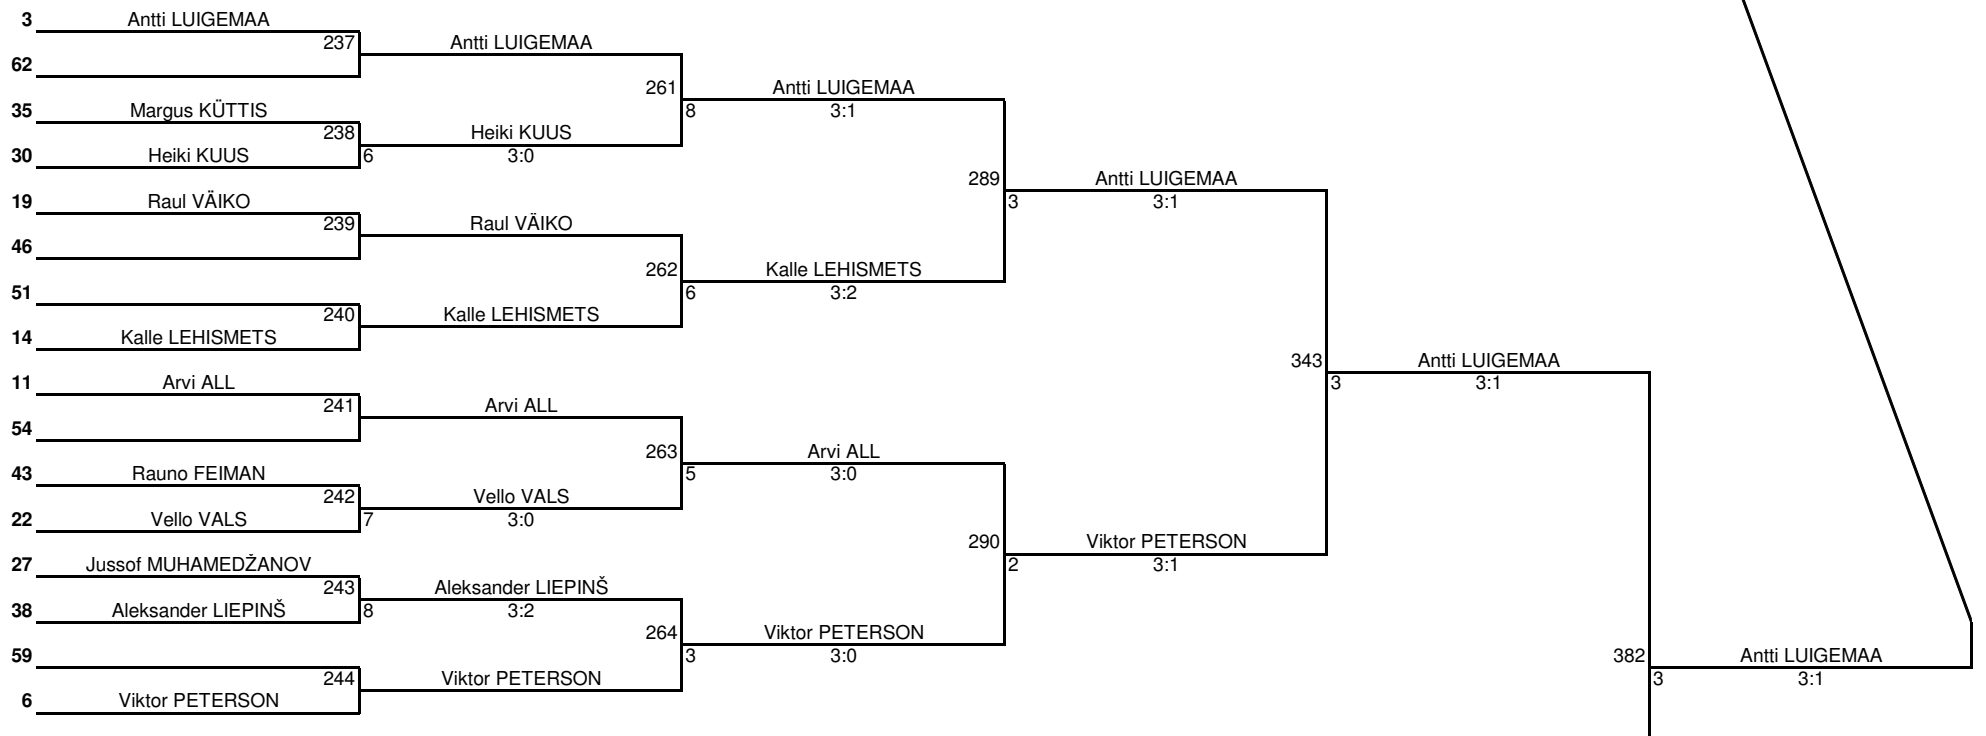 3 Antti LUIGEMAA
237 Antti LUIGEMAA
62
261 Antti LUIGEMAA
8 3:1
35 Margus KÜTTIS
238 Heiki KUUS
30 Heiki KUUS 6 3:0
289 Antti LUIGEMAA
3 3:1
19 Raul VÄIKO
239 Raul VÄIKO
46
262 Kalle LEHISMETS
6 3:2
51
240 Kalle LEHISMETS
14 Kalle LEHISMETS
343 Antti LUIGEMAA
3 3:1
11 Arvi ALL
241 Arvi ALL
54
263 Arvi ALL
5 3:0
43 Rauno FEIMAN
242 Vello VALS
22 Vello VALS 7 3:0
290 Viktor PETERSON
2 3:1
27 Jussof MUHAMEDŽANOV
243 Aleksander LIEPINŠ
38 Aleksander LIEPINŠ 8 3:2
264 Viktor PETERSON
3 3:0
59
244 Viktor PETERSON
6 Viktor PETERSON
382 Antti LUIGEMAA
3 3:1